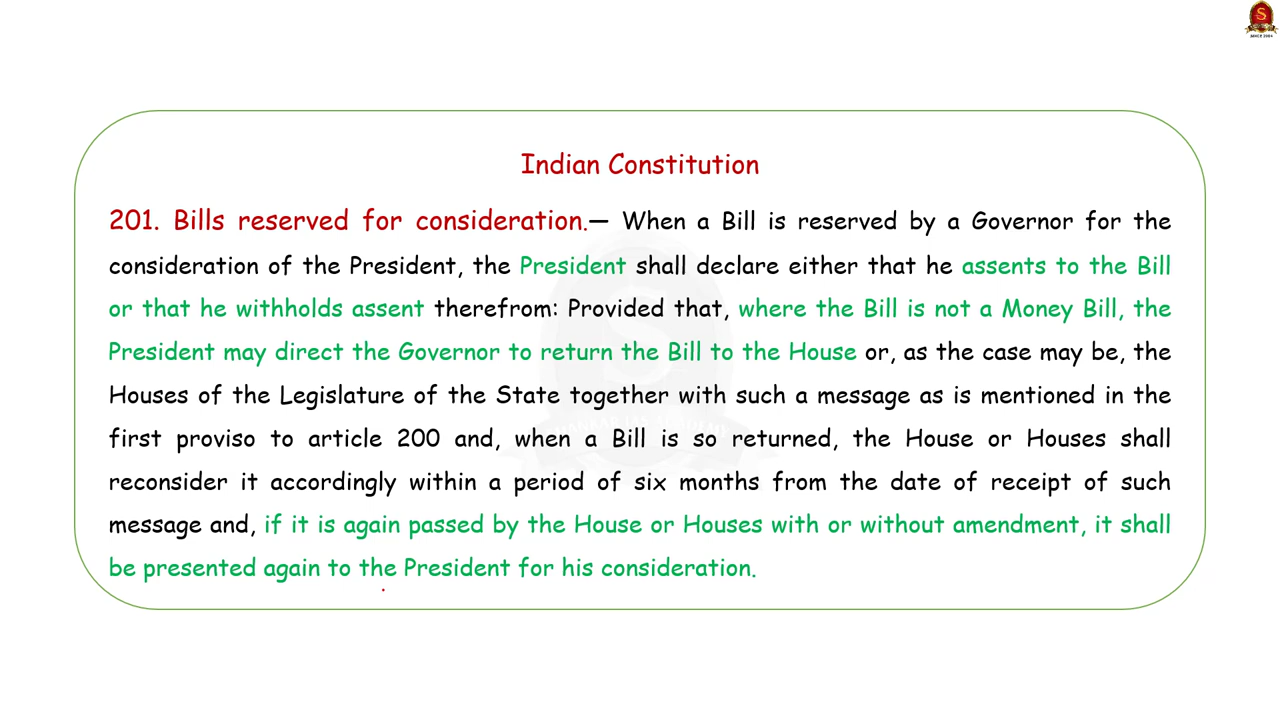 Indian Constitution
201. Bills reserved for consideration.— When a Bill is reserved by a Governor for the
consideration of the President, the President shall declare either that he assents to the Bill
or that he withholds assent therefrom: Provided that, where the Bill is not a Money Bill, the
President may direct the Governor to return the Bill to the House or, as the case may be, the
Houses of the Legislature of the State together with such a message as is mentioned in the
first proviso to article 200 and, when a Bill is so returned, the House or Houses shall
reconsider it accordingly within a period of six months from the date of receipt of such
message and, if it is again passed by the House or Houses with or without amendment, it shall
be presented again to the President for his consideration.